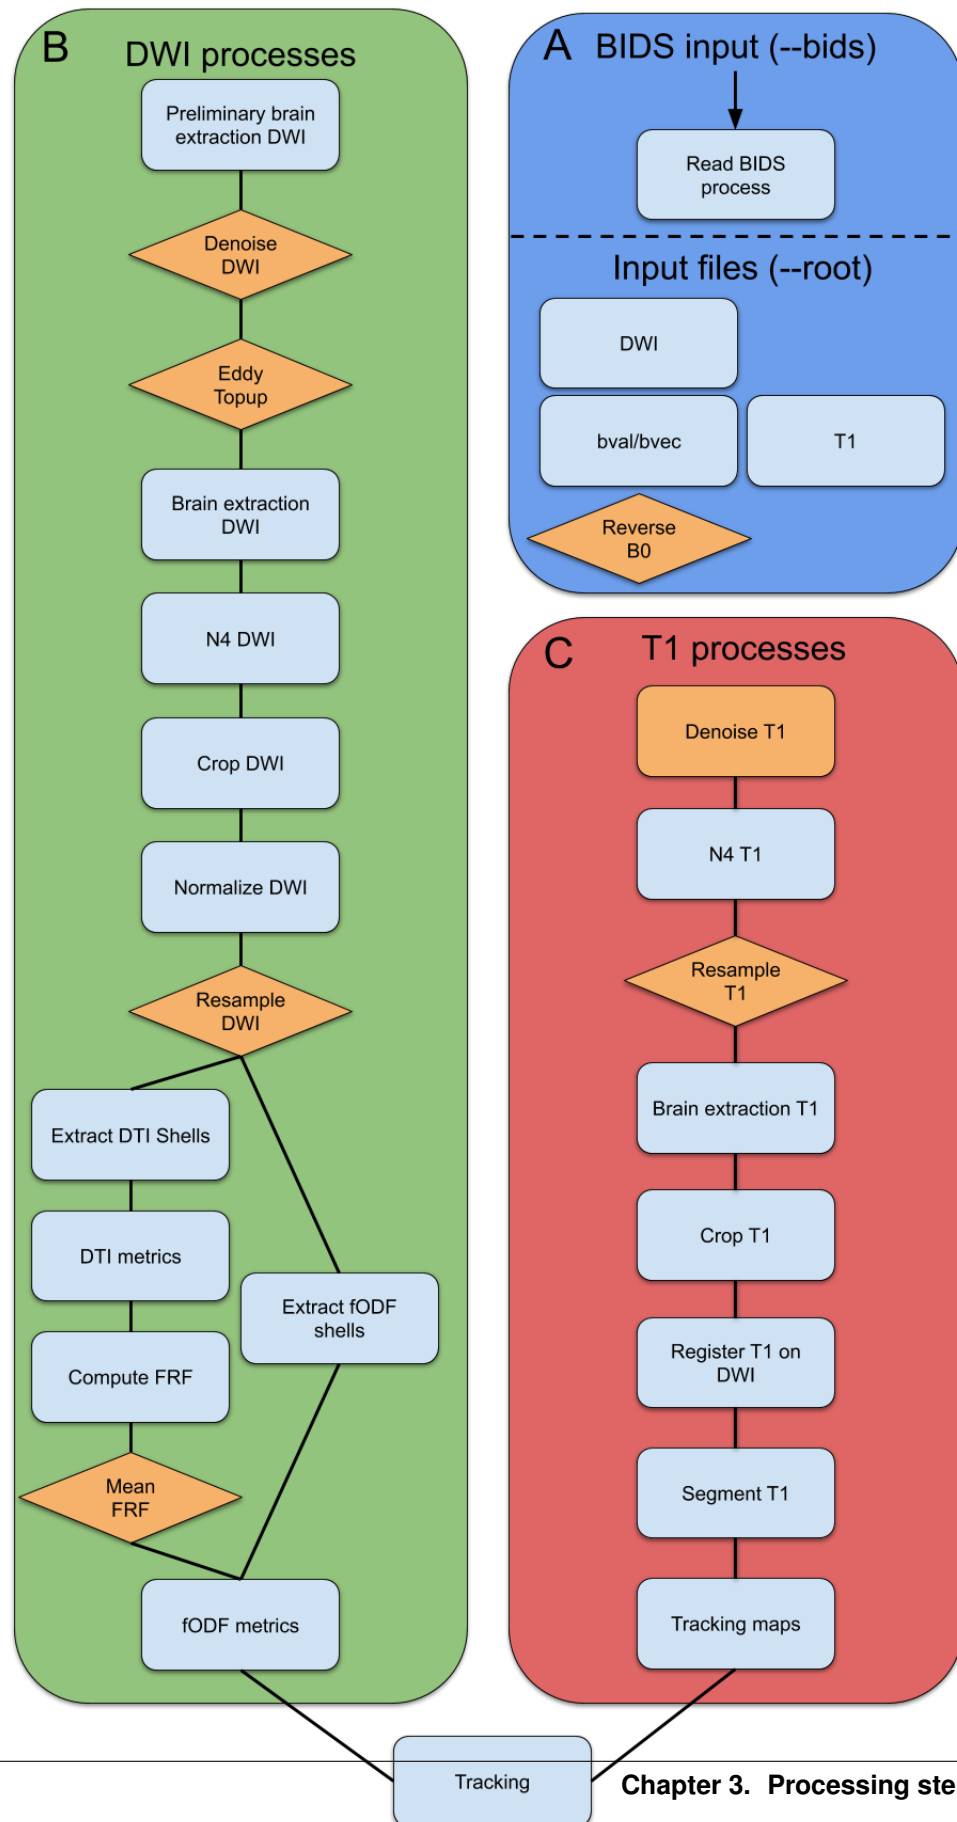 B
DWI processes
Preliminary brain
extraction DWI
Denoise
DWI
Eddy
Topup
Brain extraction
DWI
N4 DWI
Crop DWI
Normalize DWI
Resample
DWI
Extract DTI Shells
DTI metrics
Compute FRF
Mean
FRF
Extract fODF
shells
fODF metrics
A
BIDS input (--bids)
Read BIDS
process
Input files (--root)
DWI
bval/bvec
T1
Reverse
B0
C
T1 processes
Denoise T1
N4 T1
Resample
T1
Brain extraction T1
Crop T1
Register T1 on
DWI
Segment T1
Tracking maps
Tracking
Chapter 3. Processing ste